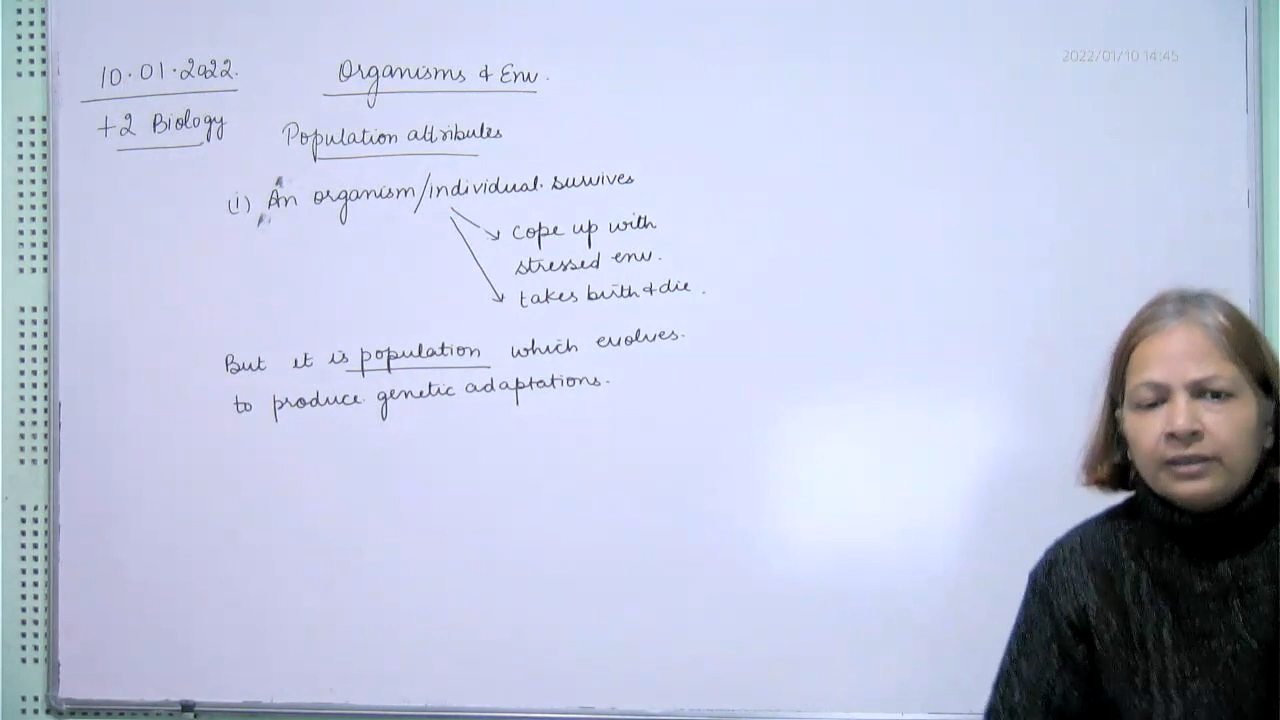 2022/01/10 14:45
10.01.2022.
Organisms & Env.
+2 Biology
Population attributes
(i) An organism/individual survives
cope up with
stressed env.
takes birth & die.
But it is population which evolves.
to produce genetic adaptations.